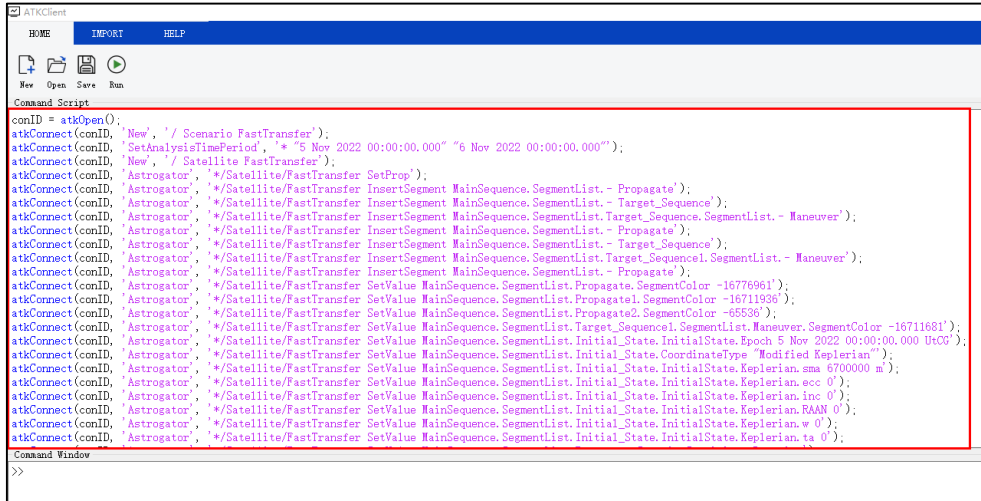 ATKClient
HOME IMPORT HELP
New Open Save Run
Command Script
conID = atkOpen();
atkConnect(conID, 'New', '/ Scenario FastTransfer');
atkConnect(conID, 'SetAnalysisTimePeriod', '* "5 Nov 2022 00:00:00.000" "6 Nov 2022 00:00:00.000"');
atkConnect(conID, 'New', '/ Satellite FastTransfer');
atkConnect(conID, 'Astrogator', '*/Satellite/FastTransfer SetProp');
atkConnect(conID, 'Astrogator', '*/Satellite/FastTransfer InsertSegment MainSequence.SegmentList.- Propagate');
atkConnect(conID, 'Astrogator', '*/Satellite/FastTransfer InsertSegment MainSequence.SegmentList.- Target_Sequence');
atkConnect(conID, 'Astrogator', '*/Satellite/FastTransfer InsertSegment MainSequence.SegmentList.Target_Sequence.SegmentList.- Maneuver');
atkConnect(conID, 'Astrogator', '*/Satellite/FastTransfer InsertSegment MainSequence.SegmentList.- Propagate');
atkConnect(conID, 'Astrogator', '*/Satellite/FastTransfer InsertSegment MainSequence.SegmentList.- Target_Sequence');
atkConnect(conID, 'Astrogator', '*/Satellite/FastTransfer InsertSegment MainSequence.SegmentList.Target_Sequence1.SegmentList.- Maneuver');
atkConnect(conID, 'Astrogator', '*/Satellite/FastTransfer InsertSegment MainSequence.SegmentList.- Propagate');
atkConnect(conID, 'Astrogator', '*/Satellite/FastTransfer SetValue MainSequence.SegmentList.Propagate.SegmentColor -16776961');
atkConnect(conID, 'Astrogator', '*/Satellite/FastTransfer SetValue MainSequence.SegmentList.Propagate1.SegmentColor -16711936');
atkConnect(conID, 'Astrogator', '*/Satellite/FastTransfer SetValue MainSequence.SegmentList.Propagate2.SegmentColor -65536');
atkConnect(conID, 'Astrogator', '*/Satellite/FastTransfer SetValue MainSequence.SegmentList.Target_Sequence1.SegmentList.Maneuver.SegmentColor -16711681');
atkConnect(conID, 'Astrogator', '*/Satellite/FastTransfer SetValue MainSequence.SegmentList.Initial_State.InitialState.Epoch 5 Nov 2022 00:00:00.000 UtCG');
atkConnect(conID, 'Astrogator', '*/Satellite/FastTransfer SetValue MainSequence.SegmentList.Initial_State.CoordinateType "Modified Keplerian"');
atkConnect(conID, 'Astrogator', '*/Satellite/FastTransfer SetValue MainSequence.SegmentList.Initial_State.InitialState.Keplerian.sma 6700000 m');
atkConnect(conID, 'Astrogator', '*/Satellite/FastTransfer SetValue MainSequence.SegmentList.Initial_State.InitialState.Keplerian.ecc 0');
atkConnect(conID, 'Astrogator', '*/Satellite/FastTransfer SetValue MainSequence.SegmentList.Initial_State.InitialState.Keplerian.inc 0');
atkConnect(conID, 'Astrogator', '*/Satellite/FastTransfer SetValue MainSequence.SegmentList.Initial_State.InitialState.Keplerian.RAAN 0');
atkConnect(conID, 'Astrogator', '*/Satellite/FastTransfer SetValue MainSequence.SegmentList.Initial_State.InitialState.Keplerian.w 0');
atkConnect(conID, 'Astrogator', '*/Satellite/FastTransfer SetValue MainSequence.SegmentList.Initial_State.InitialState.Keplerian.ta 0');
Command Window
>>